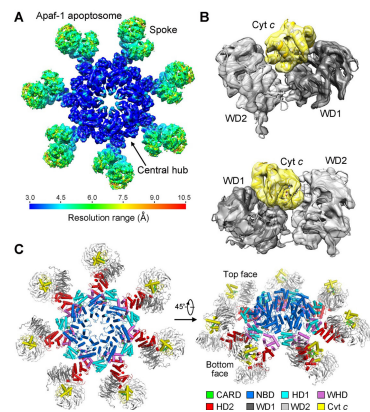 A
Apaf-1 apoptosome
Spoke
Central hub
3.0 4.5 6.0 7.5 9.0 10.5
Resolution range (Å)
B
Cyt c
WD2
WD1
Cyt c
WD2
WD1
C
45°
Top face
Bottom face
CARD NBD HD1 WHD
HD2 WD1 WD2 Cyt c